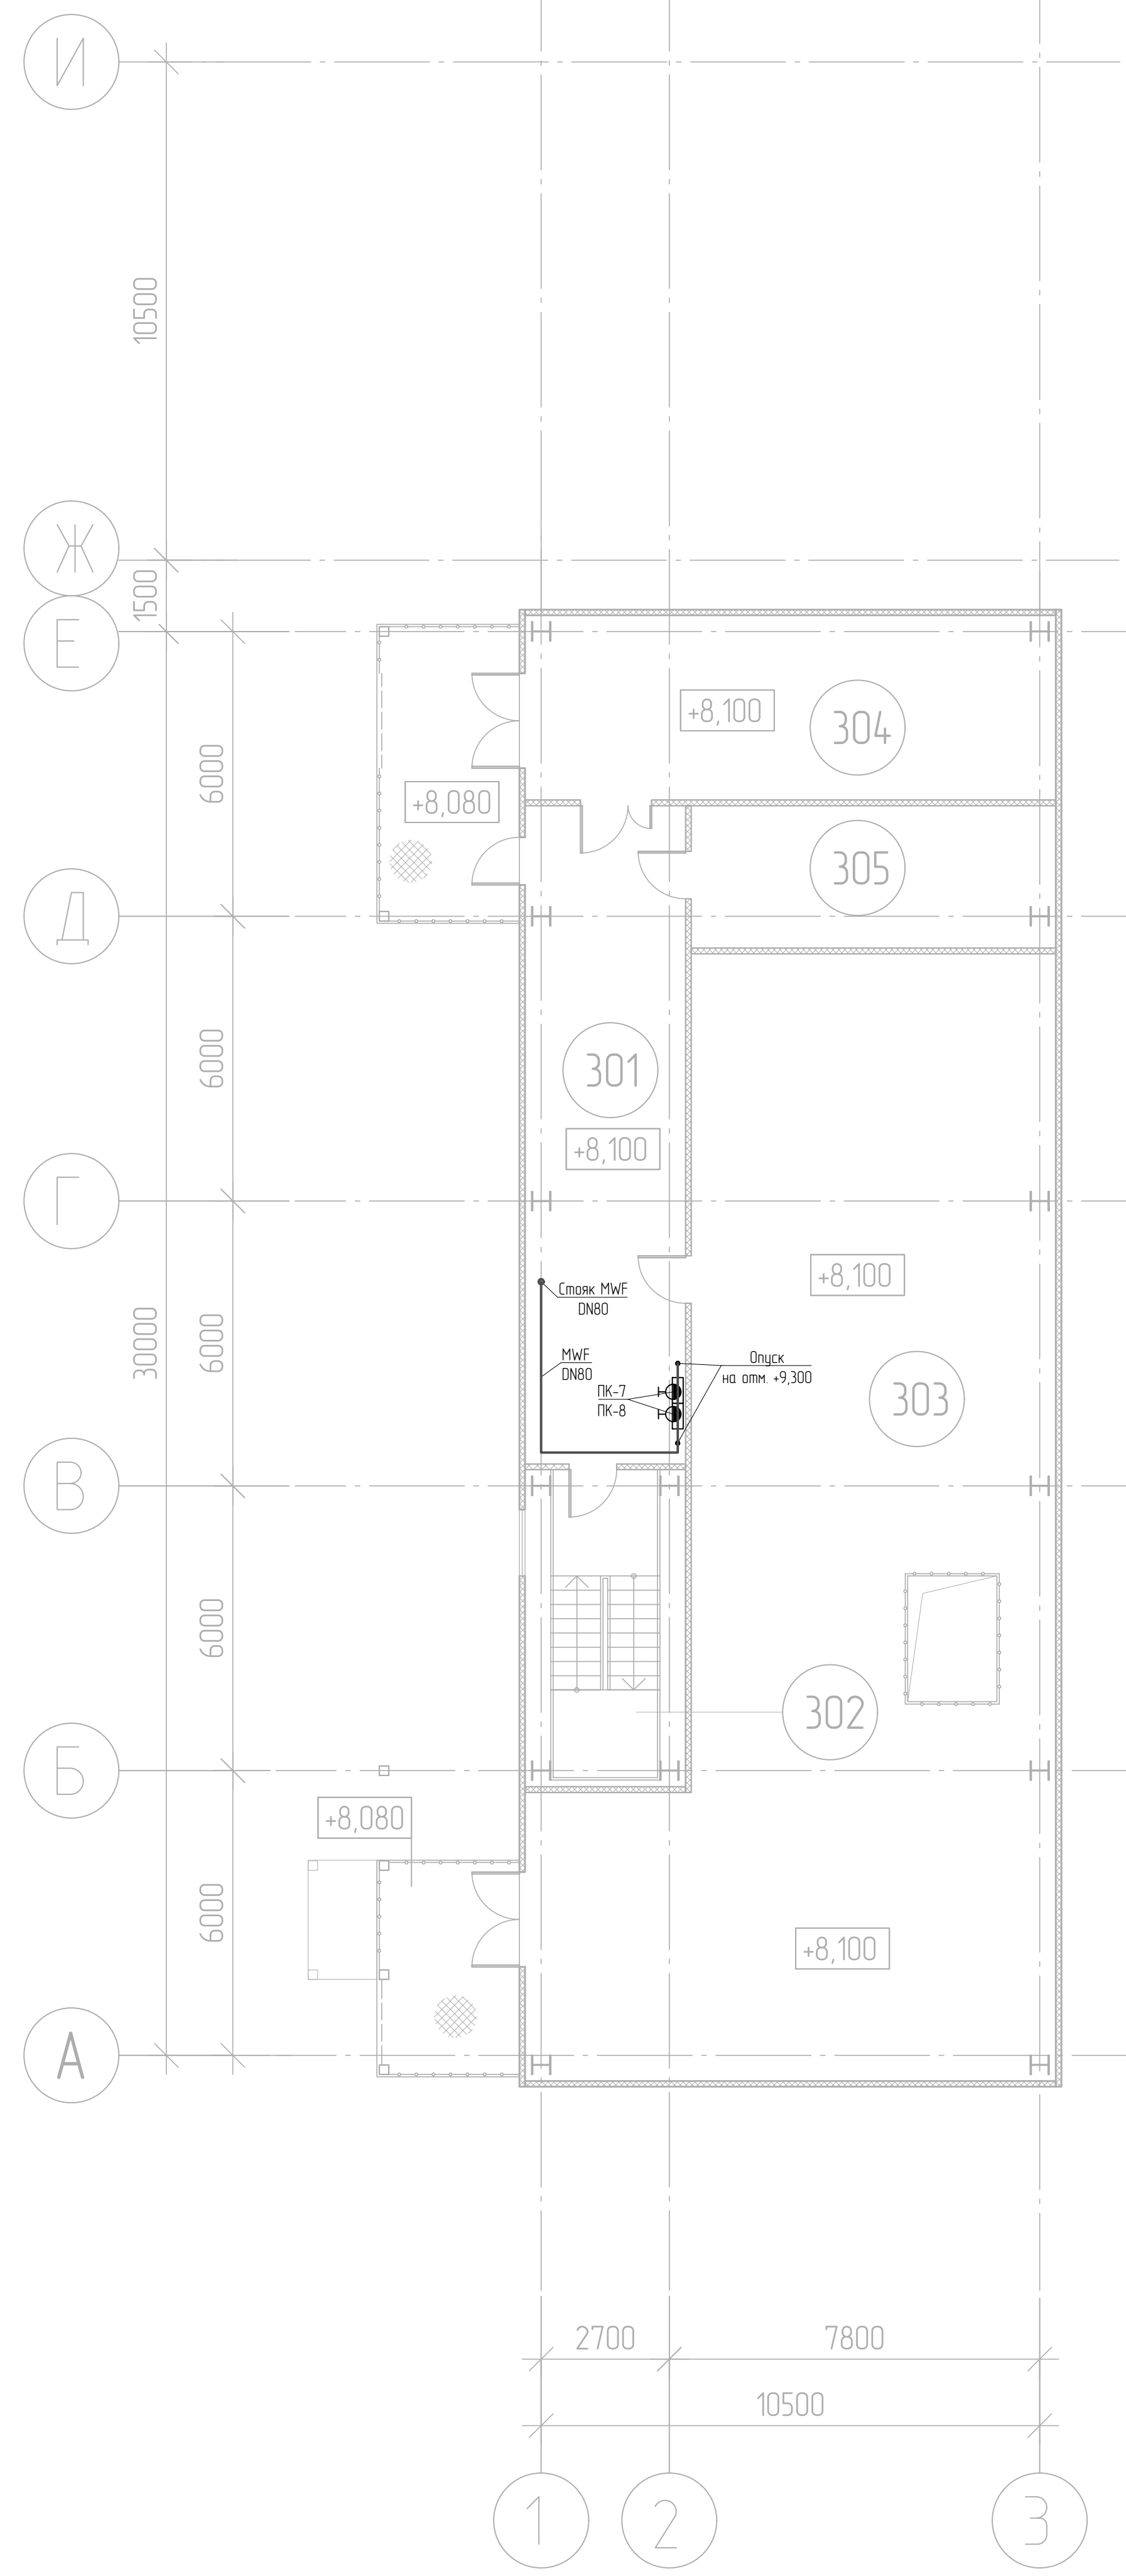 И
10500
Ж
1500
Е
6000
+8,100
304
+8,080
305
Д
6000
301
+8,100
Г
+8,100
Стояк MWF
DN80
30000
6000
MWF
DN80
Опуск
на отм. +9,300
ПК-7
ПК-8
303
В
6000
302
Б
+8,080
6000
+8,100
А
2700
7800
10500
1
2
3